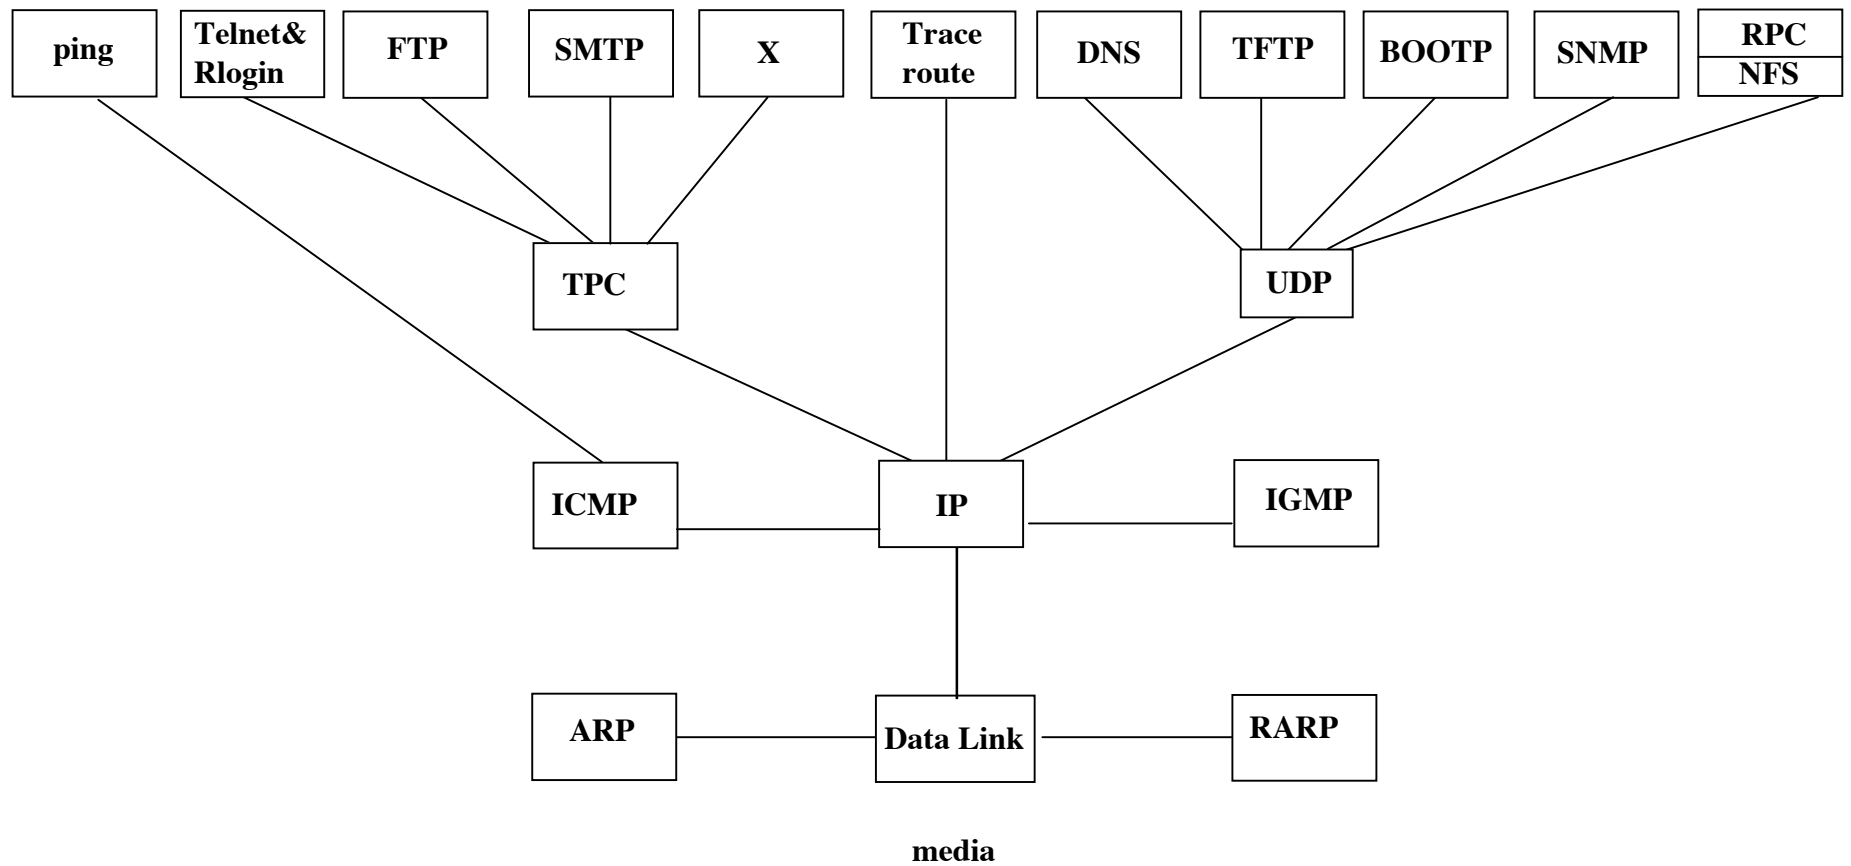 ping
Telnet&
Rlogin
FTP
SMTP
X
Trace
route
DNS
TFTP
BOOTP
SNMP
RPC
NFS
TPC
UDP
ICMP
IP
IGMP
ARP
Data Link
RARP
media